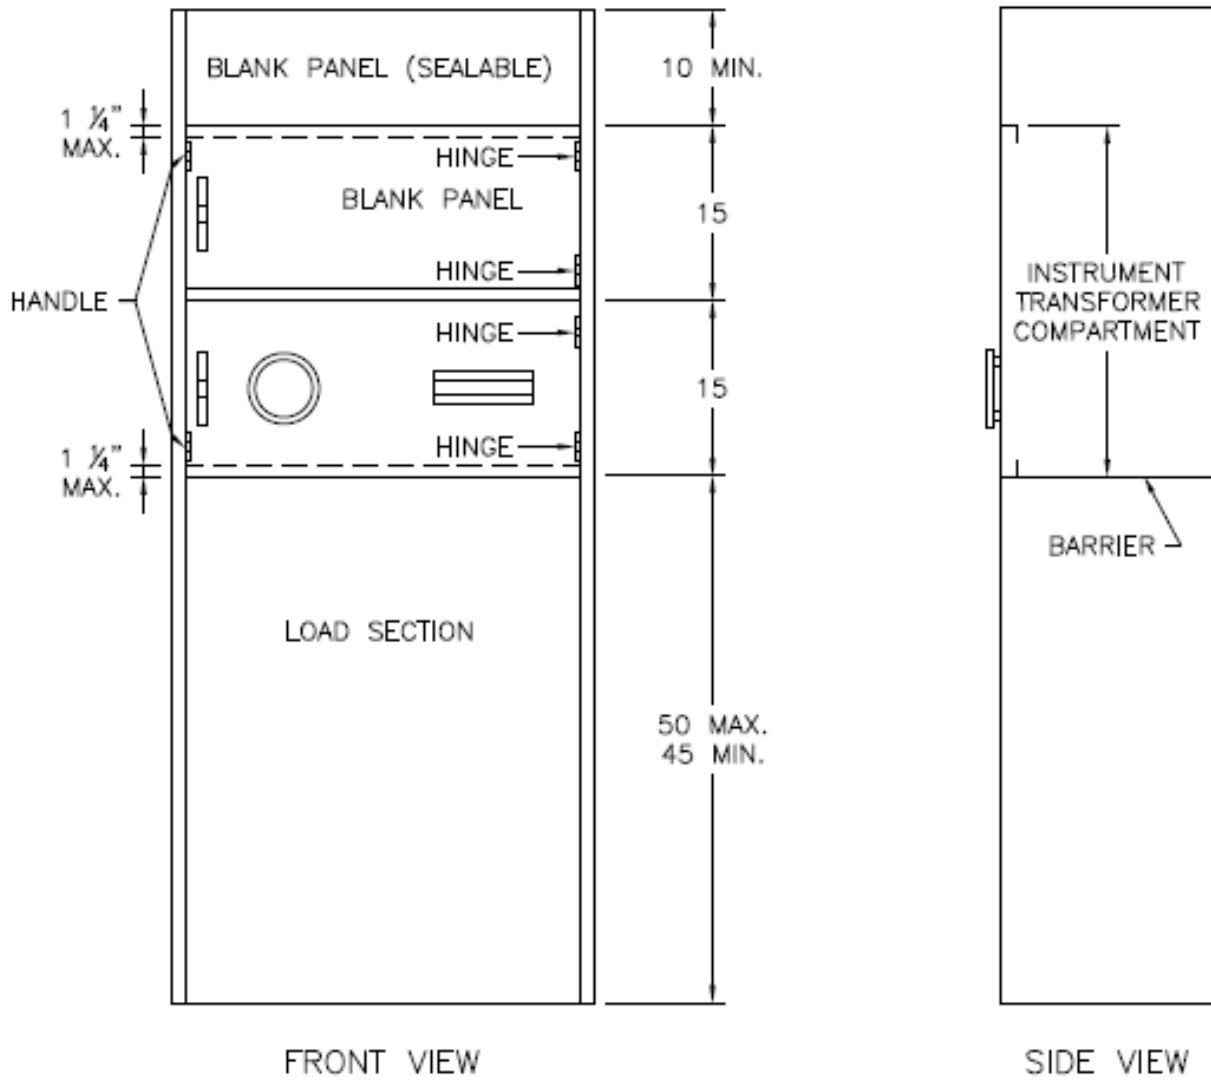 BLANK PANEL (SEALABLE)
10 MIN.
1 ¼"
MAX.
HINGE
BLANK PANEL
15
HINGE
HANDLE
INSTRUMENT
TRANSFORMER
COMPARTMENT
HINGE
15
HINGE
1 ¼"
MAX.
BARRIER
LOAD SECTION
50 MAX.
45 MIN.
FRONT VIEW
SIDE VIEW